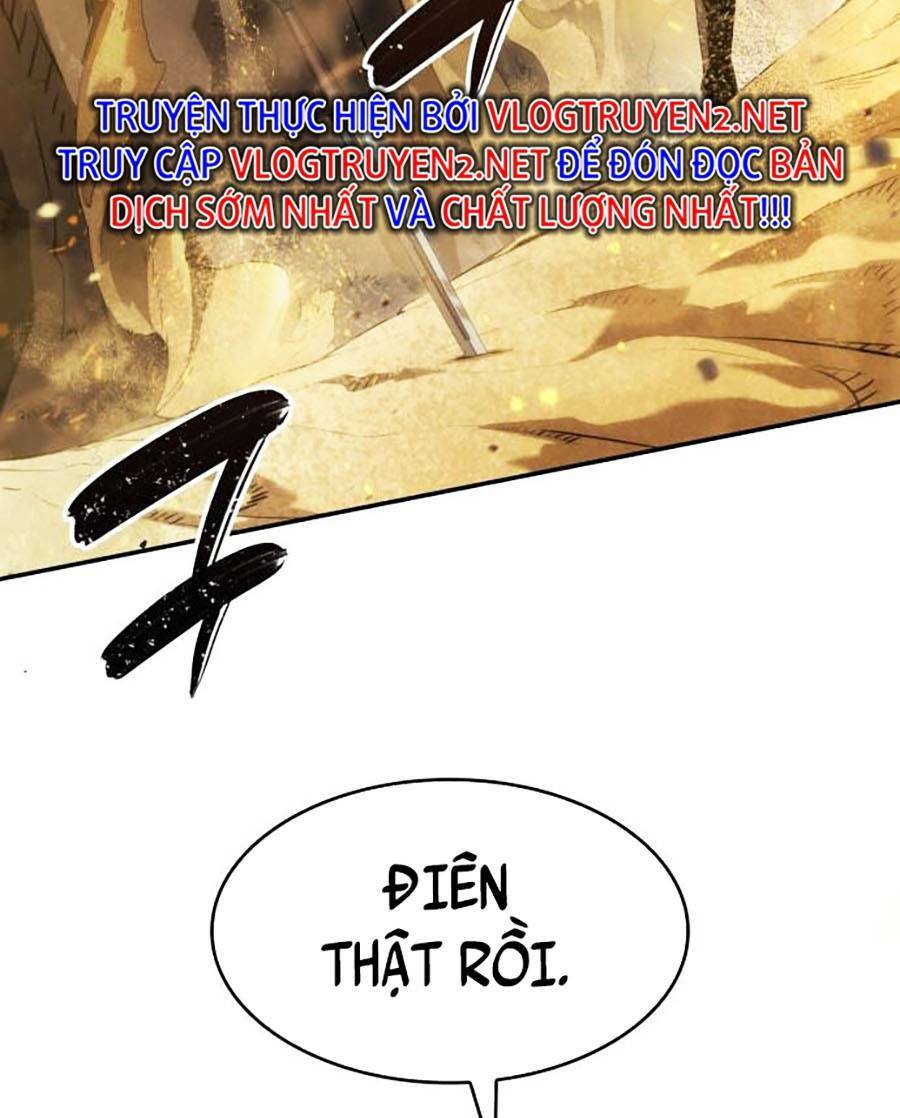 TRUYỆN THỰC HIỆN BỞI VLOGTRUYEN2.NET
TRUY CẬP VLOGTRUYEN2.NET ĐỂ ĐÓN ĐỌC BẢN
DỊCH SỚM NHẤT VÀ CHẤT LƯỢNG NHẤT!!!
ĐIÊN
THẬT RỒI.